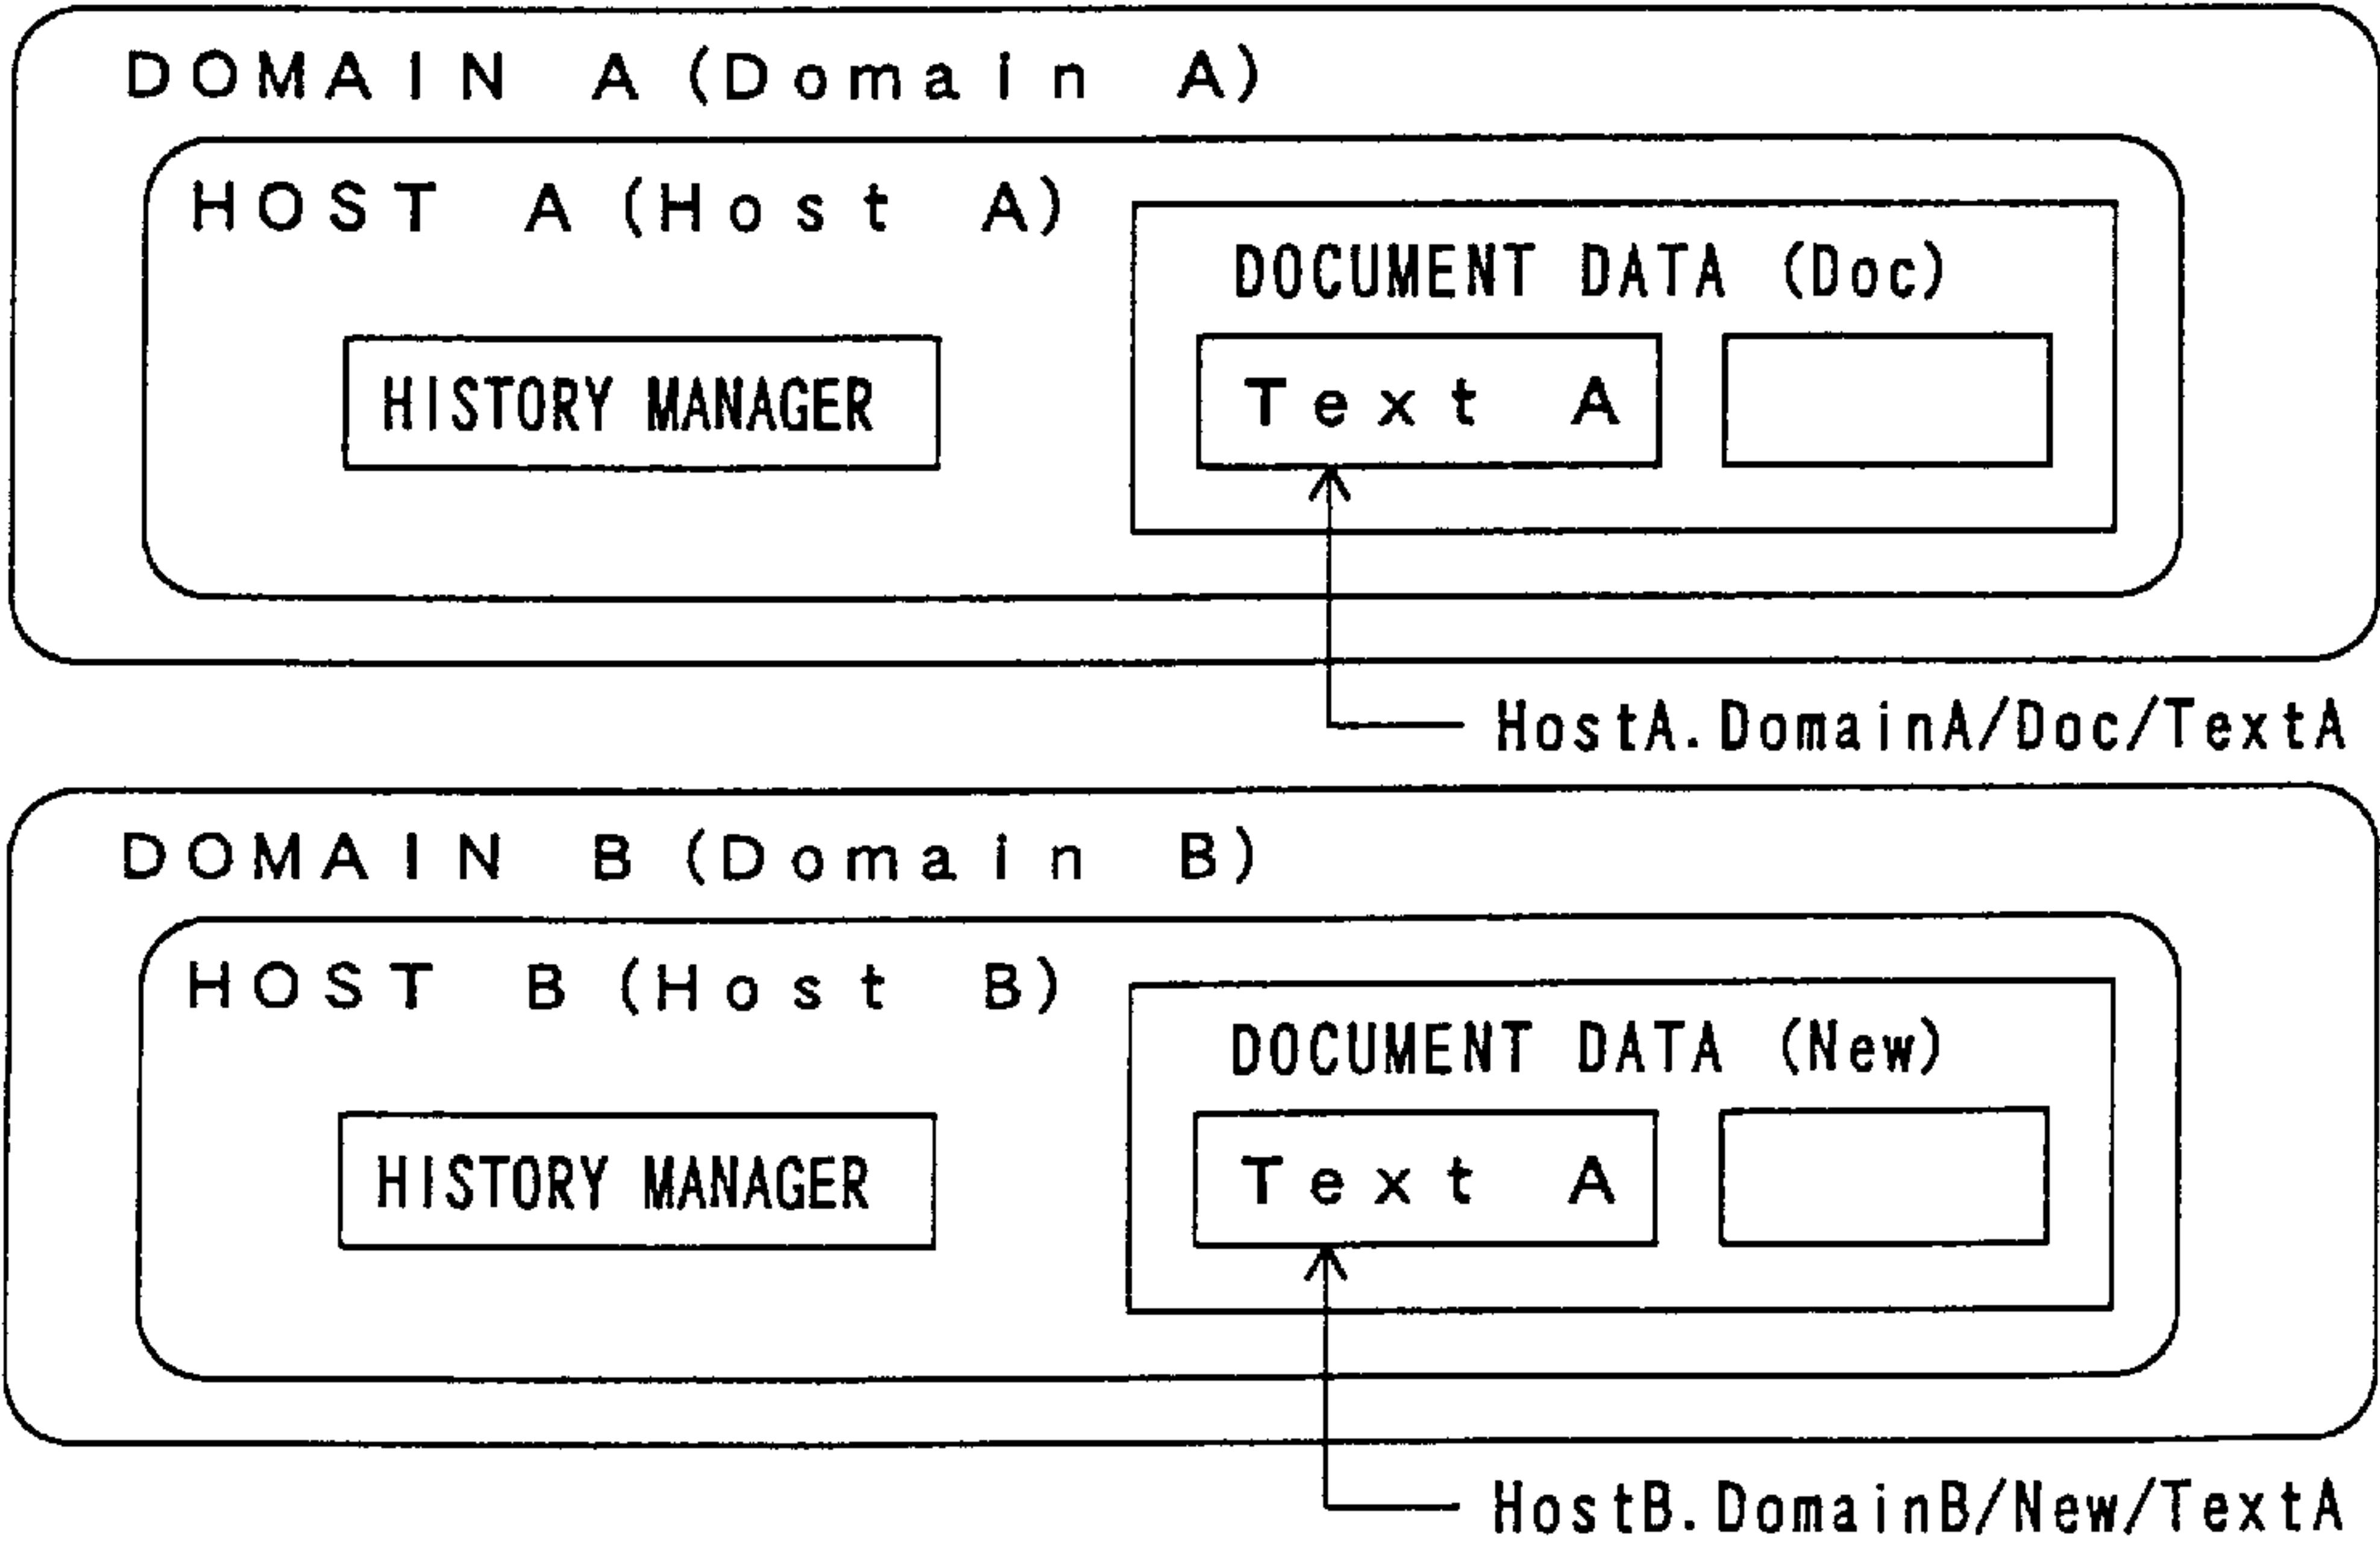 DOMAIN A (Domain A)
HOST A (Host A)
DOCUMENT DATA (Doc)
HISTORY MANAGER
Text A
HostA.DomainA/Doc/TextA
DOMAIN B (Domain B)
HOST B (Host B)
DOCUMENT DATA (New)
HISTORY MANAGER
Text A
HostB.DomainB/New/TextA